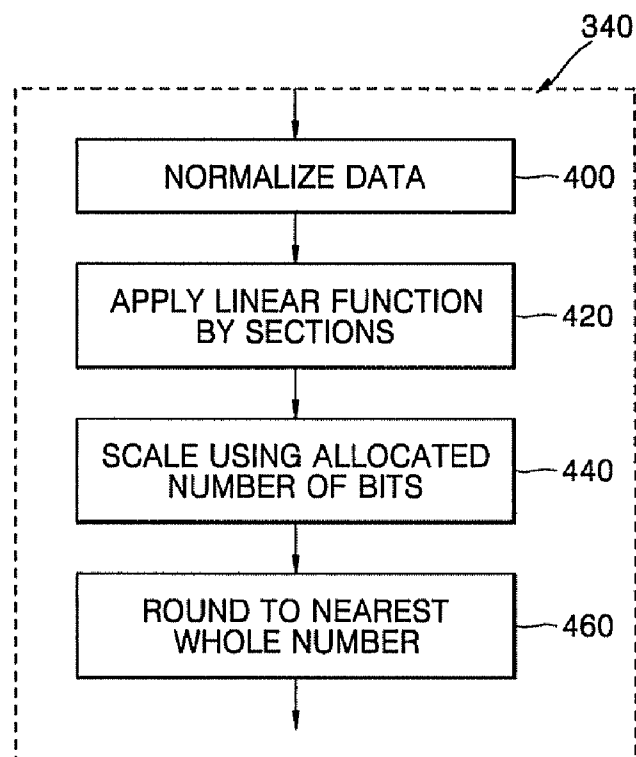 340
NORMALIZE DATA
400
APPLY LINEAR FUNCTION
BY SECTIONS
420
SCALE USING ALLOCATED
NUMBER OF BITS
440
ROUND TO NEAREST
WHOLE NUMBER
460